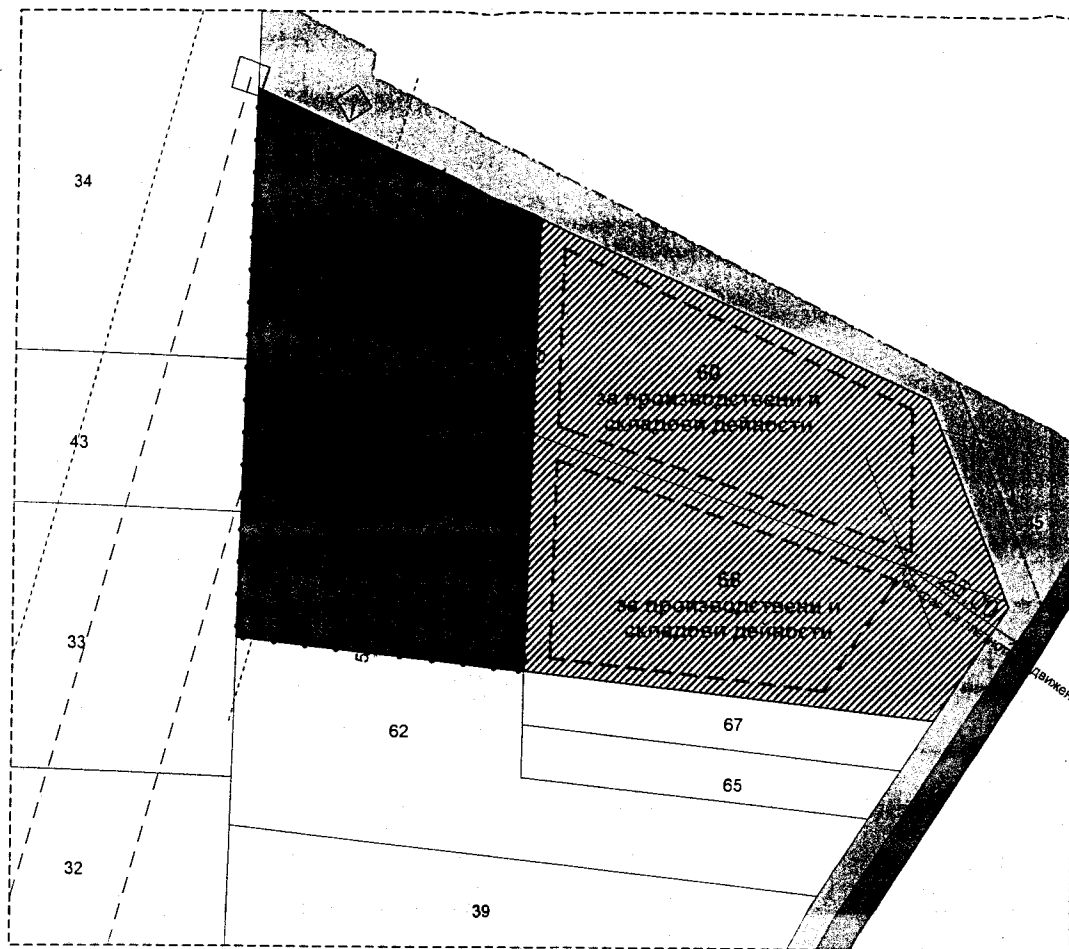 34
43
33
32
60
за производствени и
складови дейности
68
за производствени и
складови дейности
62
67
65
39